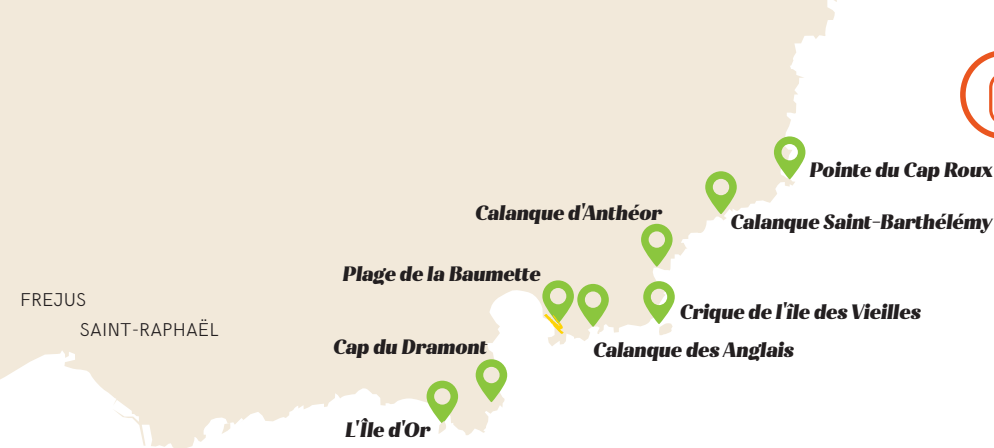 Pointe du Cap Roux
Calanque d'Anthéor
Calanque Saint-Barthélémy
Plage de la Baumette
FREJUS
Crique de l'île des Vieilles
SAINT-RAPHAËL
Cap du Dramont
Calanque des Anglais
L'Île d'Or